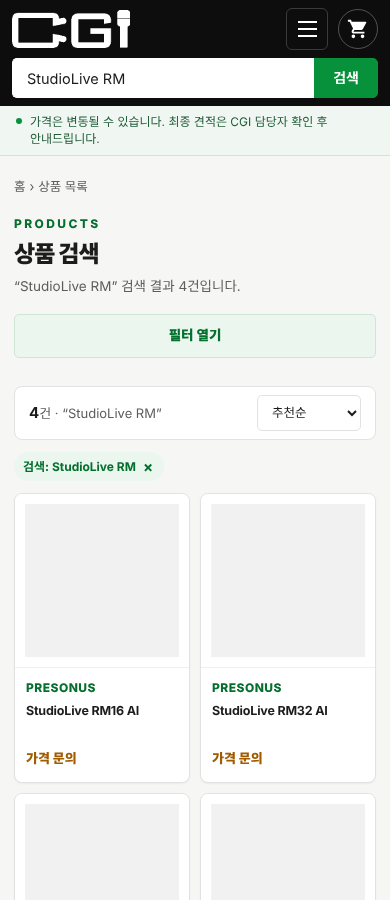 CGI
StudioLive RM
검색
가격은 변동될 수 있습니다. 최종 견적은 CGI 담당자 확인 후
안내드립니다.
홈 › 상품 목록
PRODUCTS
상품 검색
“StudioLive RM” 검색 결과 4건입니다.
필터 열기
4건 · “StudioLive RM”
추천순
검색: StudioLive RM ×
PRESONUS
StudioLive RM16 AI
가격 문의
PRESONUS
StudioLive RM32 AI
가격 문의